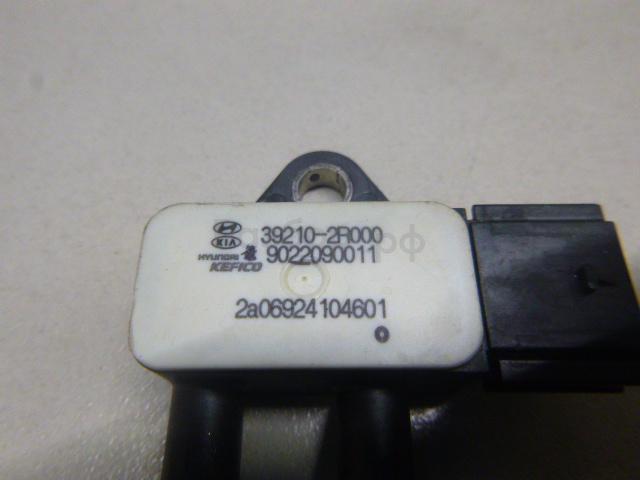 39210-2R000
KIA
HYUNDAI
KEFICO
9022090011
2a06924104601